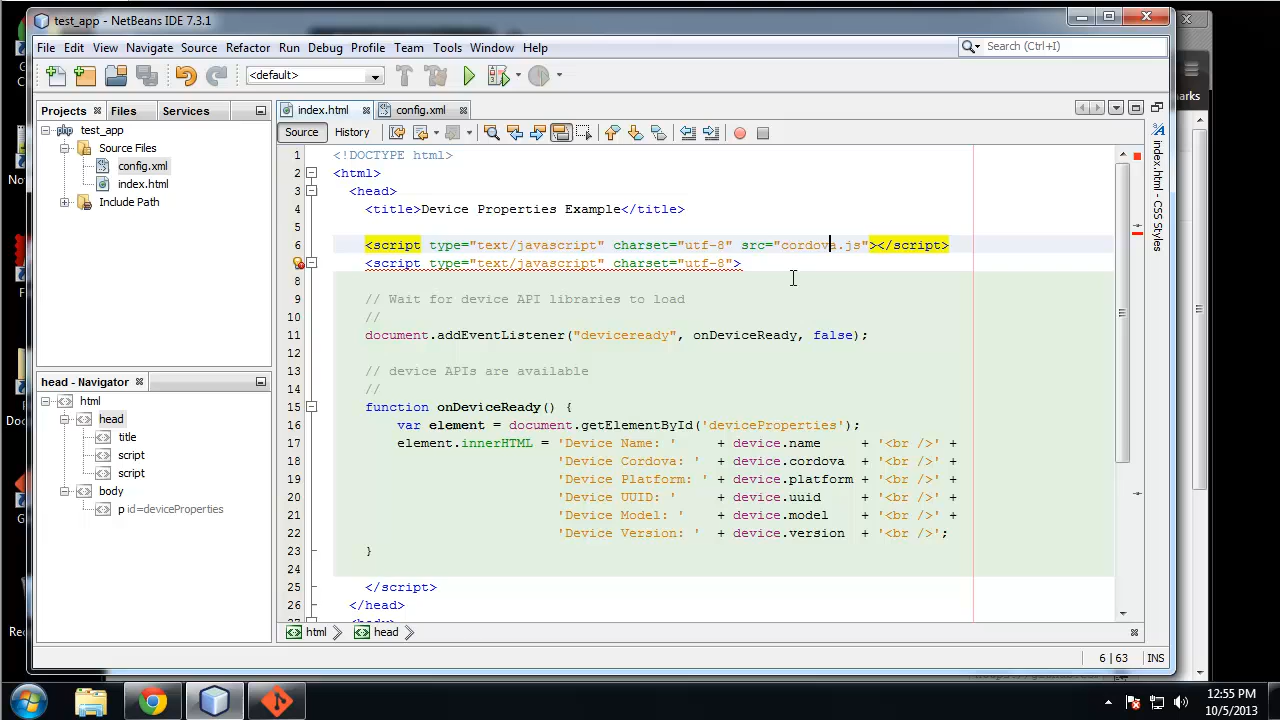 test_app - NetBeans IDE 7.3.1
File Edit View Navigate Source Refactor Run Debug Profile Team Tools Window Help
Search (Ctrl+I)
<default>
arks
Projects Files Services
index.html config.xml
Source History
test_app
Source Files
config.xml
index.html
Include Path
head - Navigator
html
head
title
script
script
body
p id=deviceProperties
1 <!DOCTYPE html>
2 <html>
3 <head>
4 <title>Device Properties Example</title>
5
6 <script type="text/javascript" charset="utf-8" src="cordova.js"></script>
<script type="text/javascript" charset="utf-8">
8
9 // Wait for device API libraries to load
10 //
11 document.addEventListener("deviceready", onDeviceReady, false);
12
13 // device APIs are available
14 //
15 function onDeviceReady() {
16 var element = document.getElementById('deviceProperties');
17 element.innerHTML = 'Device Name: ' + device.name + '<br />' +
18 'Device Cordova: ' + device.cordova + '<br />' +
19 'Device Platform: ' + device.platform + '<br />' +
20 'Device UUID: ' + device.uuid + '<br />' +
21 'Device Model: ' + device.model + '<br />' +
22 'Device Version: ' + device.version + '<br />';
23 }
24
25 </script>
26 </head>
index.html - CSS Styles
html head
6 | 63 INS
12:55 PM
10/5/2013